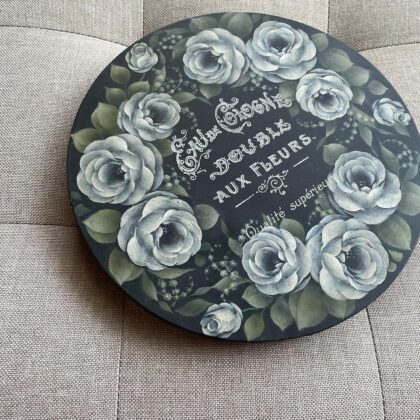 EAU DE COLOGNE
DOUBLE
AUX FLEURS
Qualité supérieure